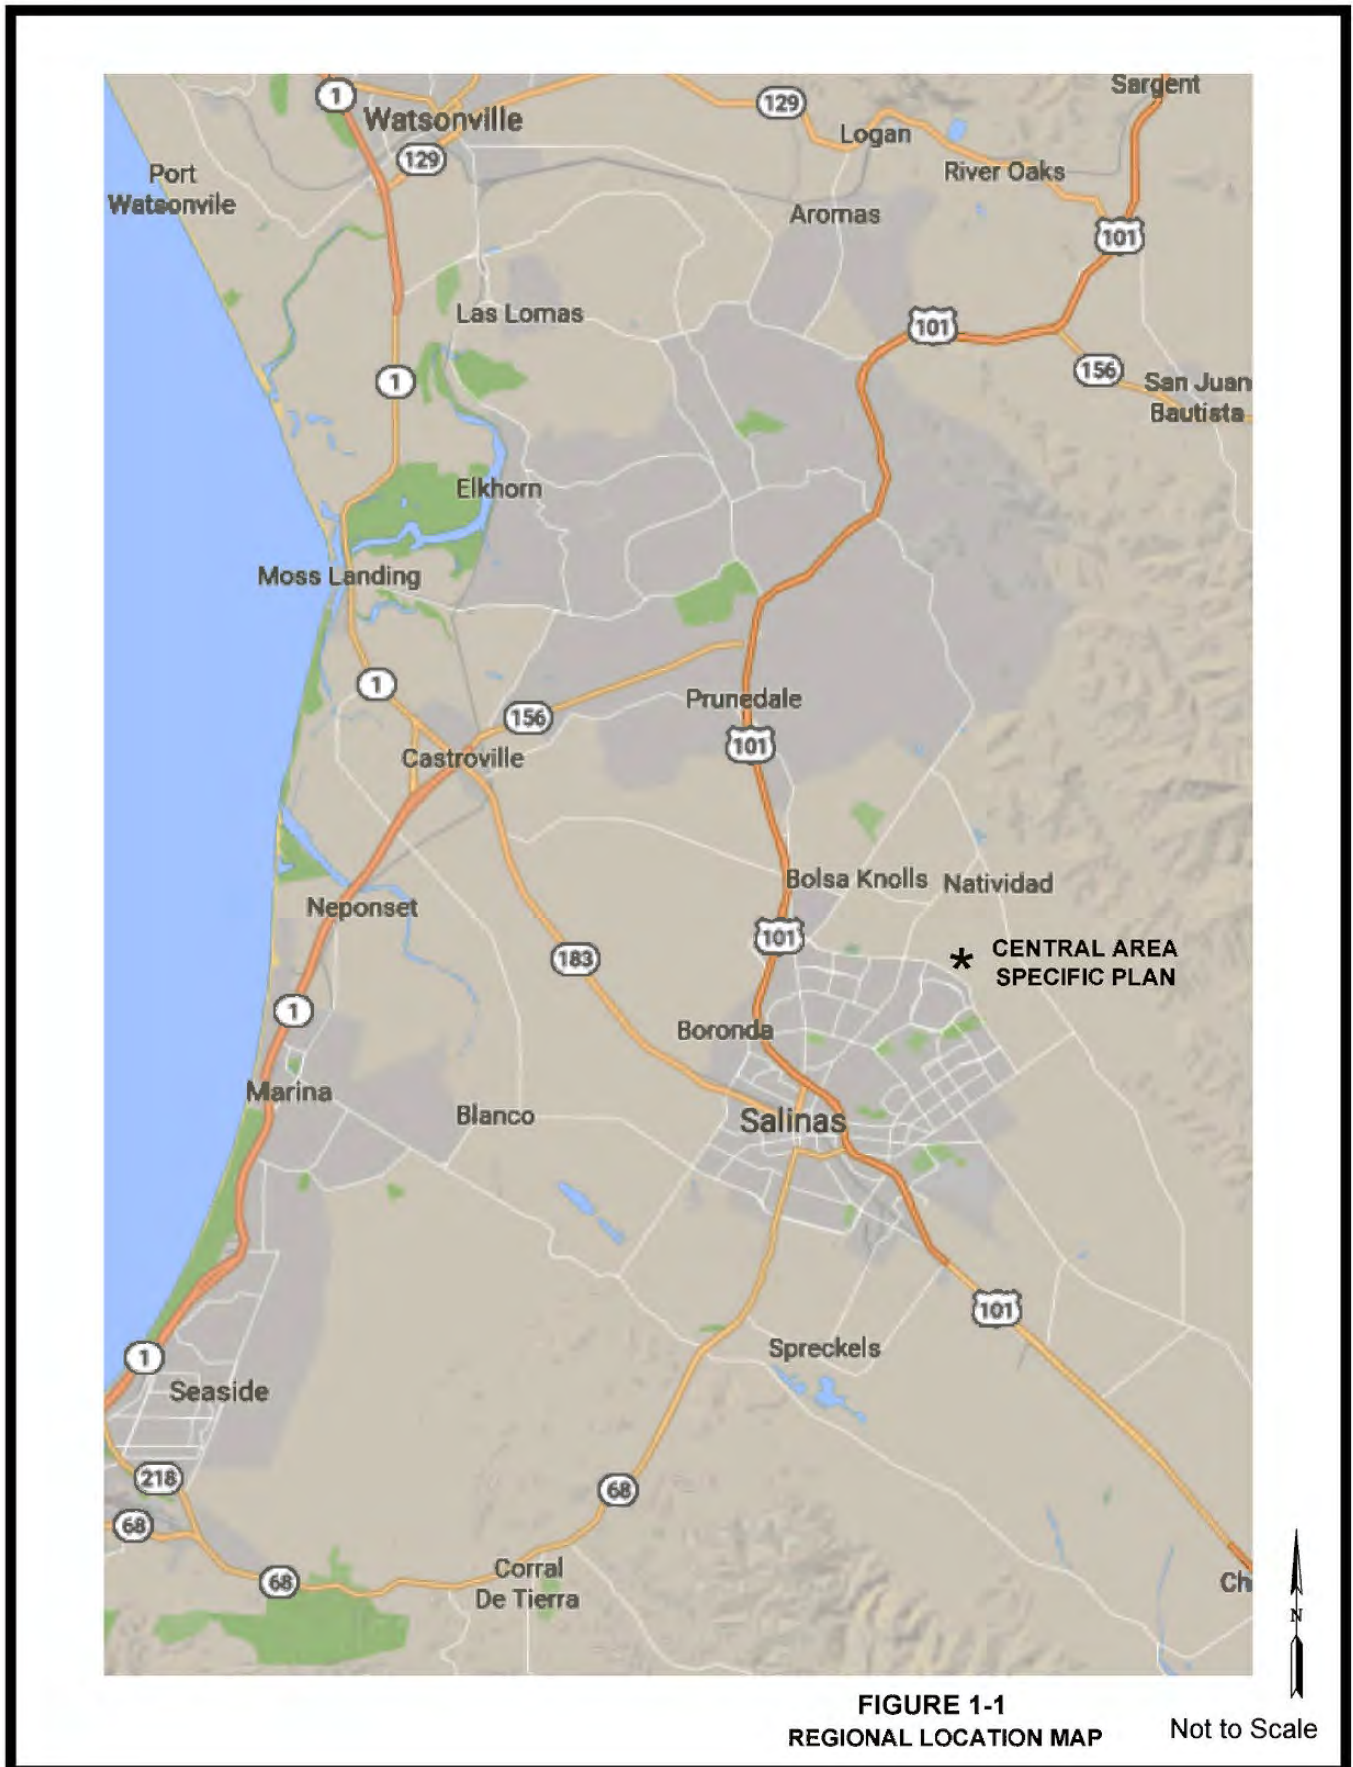 Sargent
1
129
Watsonville
Logan
129
River Oaks
Port
Watsonvile
Aromas
101
Las Lomas
101
1
156
San Juan
Bautista
Elkhorn
Moss Landing
1
Prunedale
156
101
Castroville
Bolsa Knolls
Natividad
Neponset
101
CENTRAL AREA
SPECIFIC PLAN
183
1
Boronda
Marina
Blanco
Salinas
101
Spreckels
1
Seaside
218
68
68
68
Corral
De Tierra
Ch
N
FIGURE 1-1
REGIONAL LOCATION MAP
Not to Scale